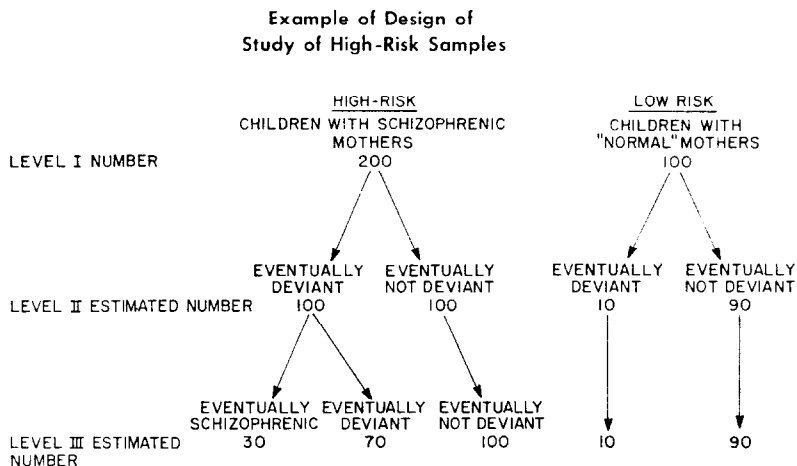 Example of Design of
Study of High-Risk Samples
HIGH-RISK
CHILDREN WITH SCHIZOPHRENIC
MOTHERS
200
LOW RISK
CHILDREN WITH
"NORMAL" MOTHERS
100
LEVEL I NUMBER
EVENTUALLY
DEVIANT
100
EVENTUALLY
NOT DEVIANT
100
EVENTUALLY
DEVIANT
10
EVENTUALLY
NOT DEVIANT
90
LEVEL II ESTIMATED NUMBER
EVENTUALLY
SCHIZOPHRENIC
30
EVENTUALLY
DEVIANT
70
EVENTUALLY
NOT DEVIANT
100
10
90
LEVEL III ESTIMATED
NUMBER